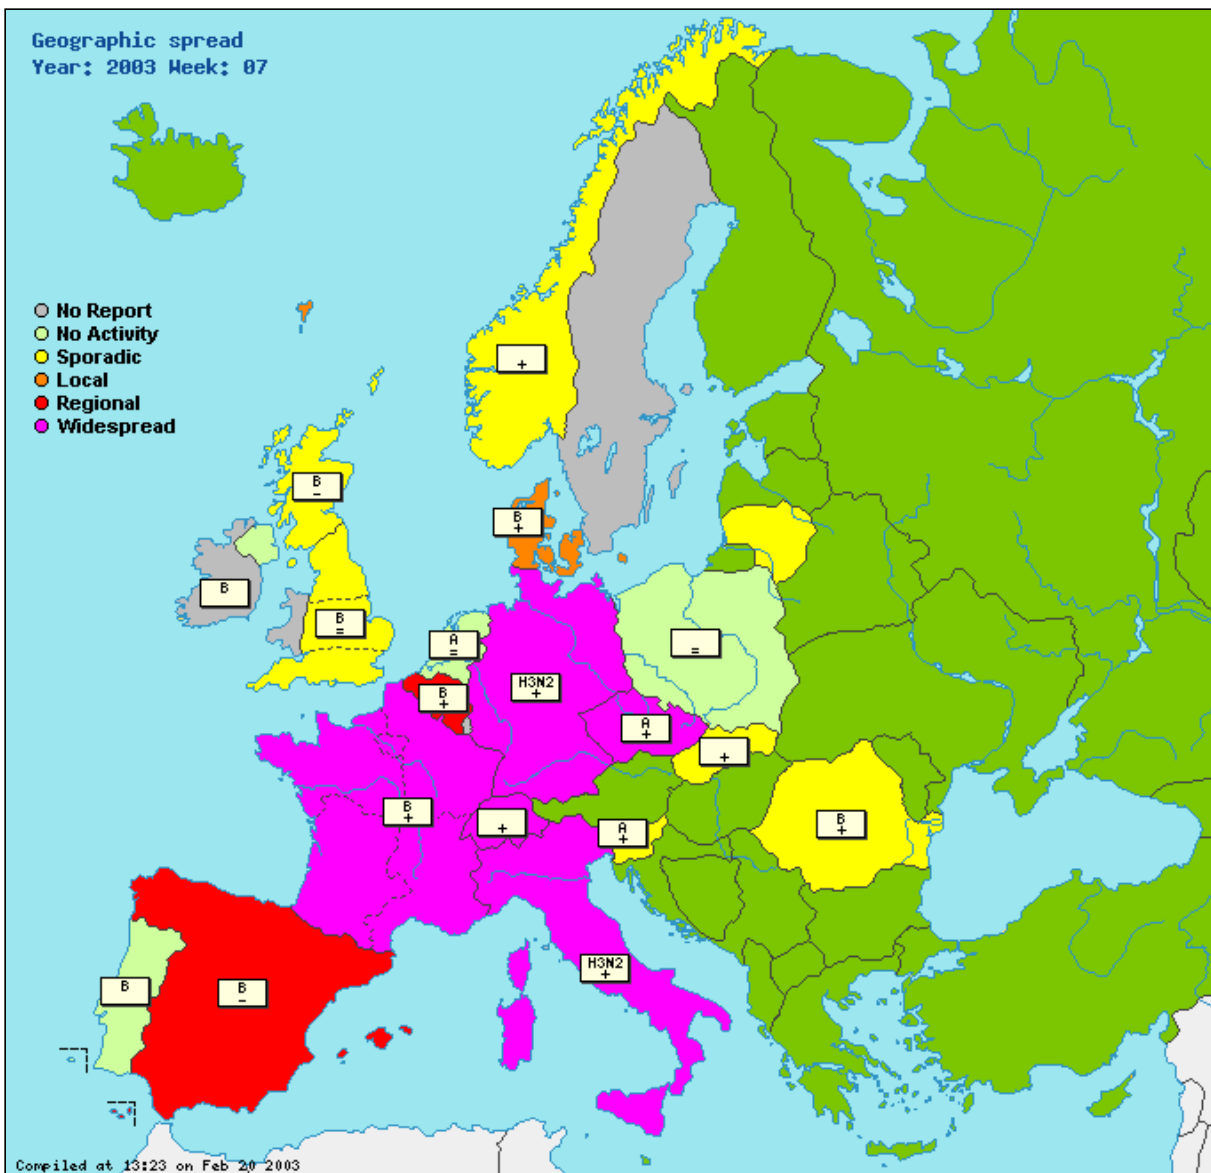 Geographic spread
Year: 2003 Week: 07
No Report
No Activity
Sporadic
Local
Regional
Widespread
+
B
-
B
+
B
B
=
A
=
=
H3N2
+
B
+
A
+
+
B
+
+
A
+
B
+
H3N2
+
B
B
-
Compiled at 13:23 on Feb 20 2003